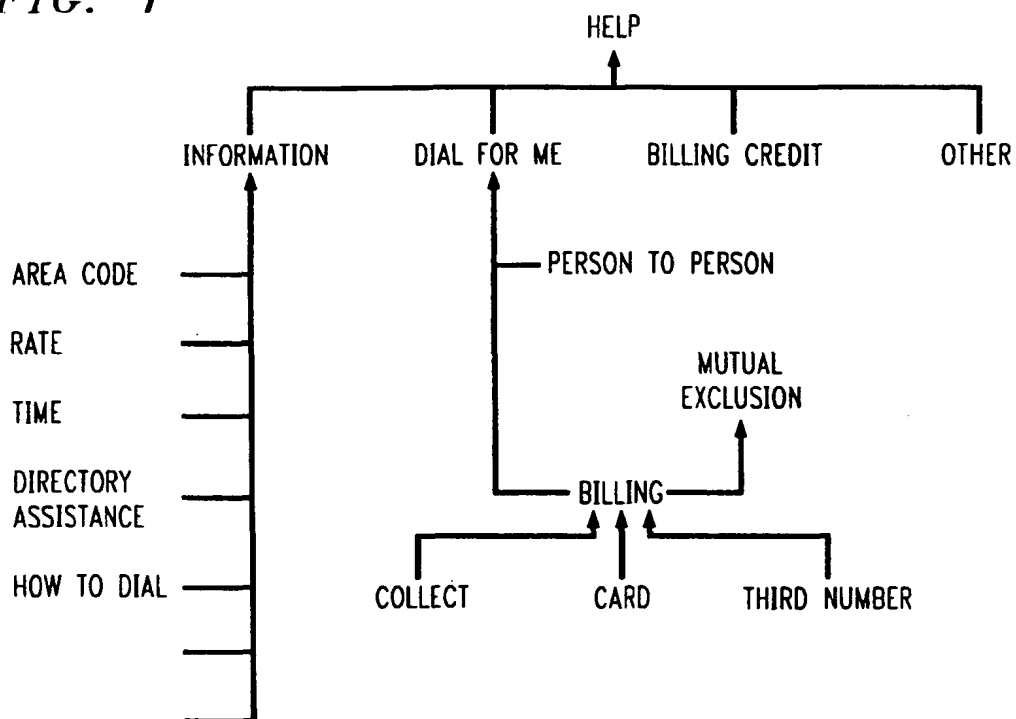 FIG.
HELP
INFORMATION DIAL FOR ME BILLING CREDIT OTHER
AREA CODE
PERSON TO PERSON
RATE
MUTUAL
EXCLUSION
TIME
DIRECTORY
ASSISTANCE
BILLING
HOW TO DIAL
COLLECT CARD THIRD NUMBER